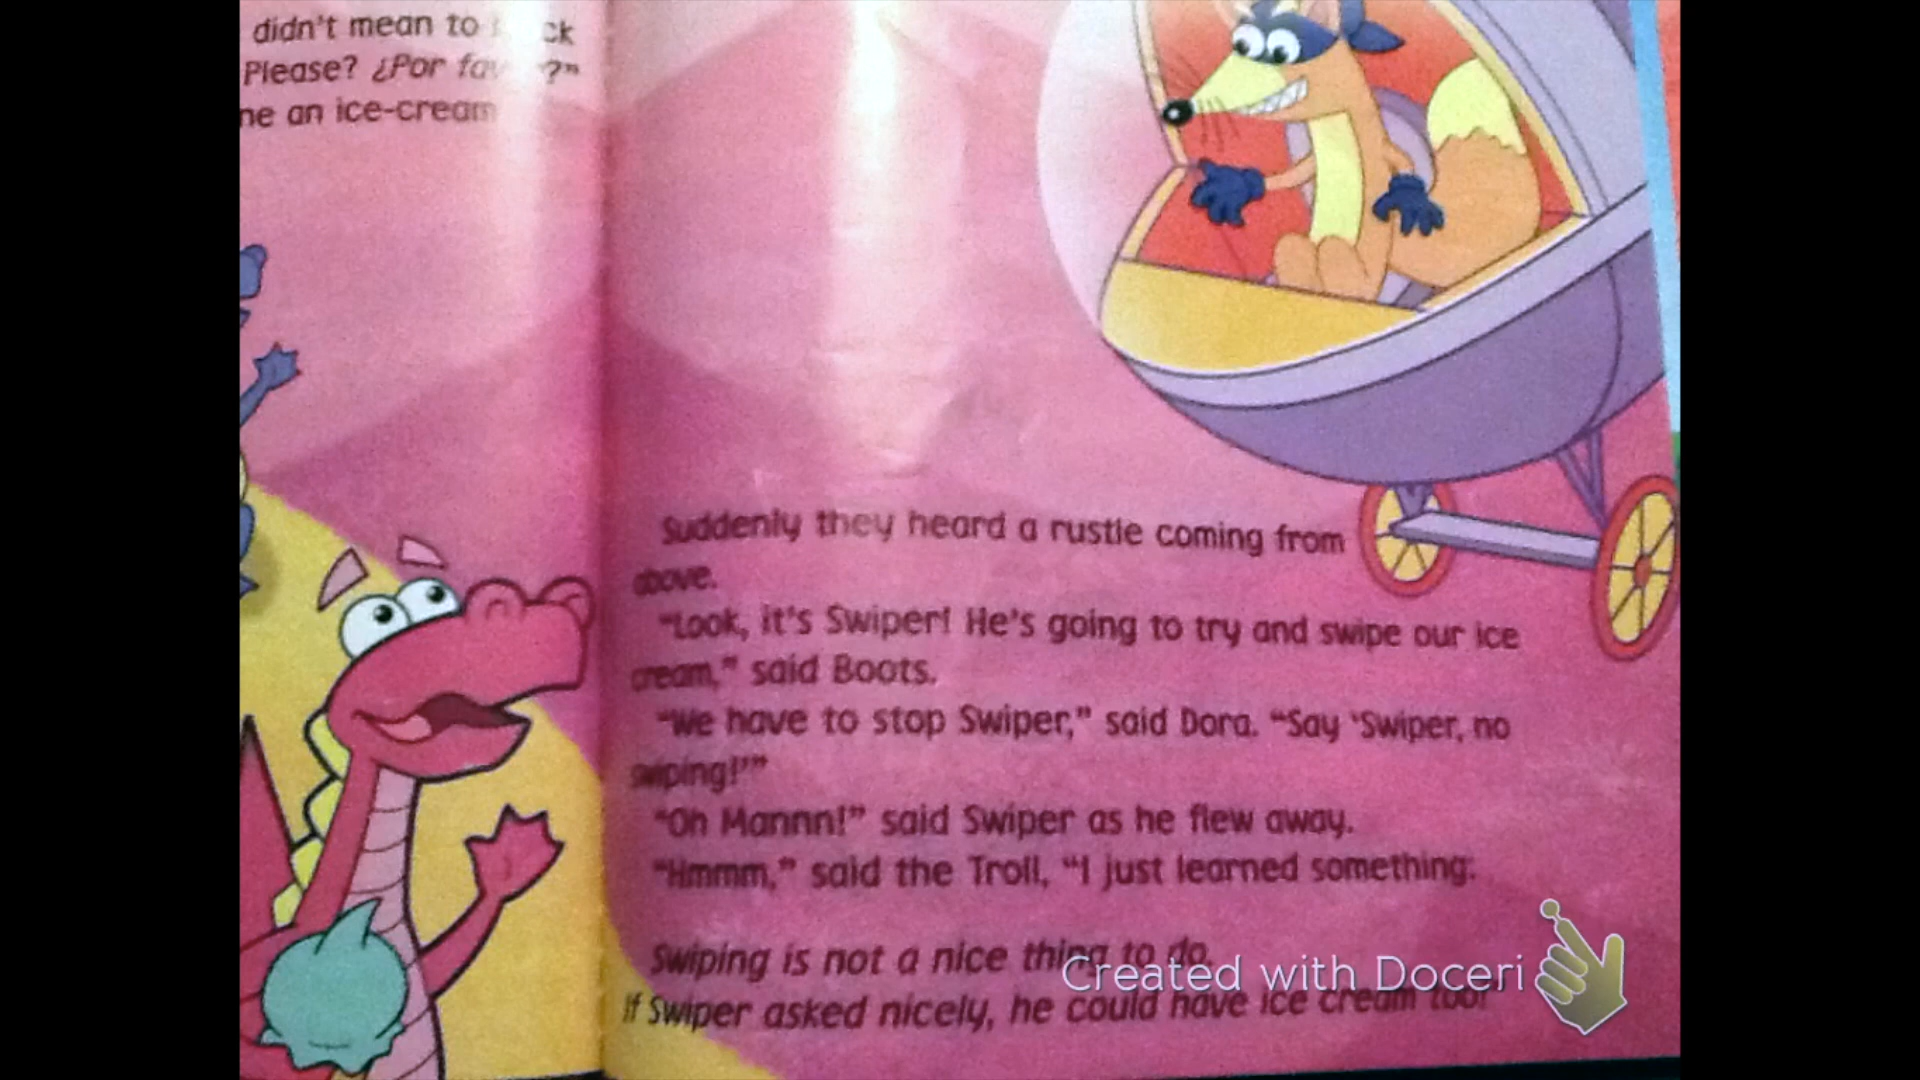 didn't mean to
Please? ¿Por
me an ice-cream
Suddenly they heard a rustle coming from
above.
"Look, it's Swiper! He's going to try and swipe our ice
cream," said Boots.
"We have to stop Swiper," said Dora. "Say 'Swiper, no
swiping!'"
"Oh Mannn!" said Swiper as he flew away.
"Hmmm," said the Troll, "I just learned something:
Swiping is not a nice thing to do.
If Swiper asked nicely, he could have ice cream too!
Created with Doceri